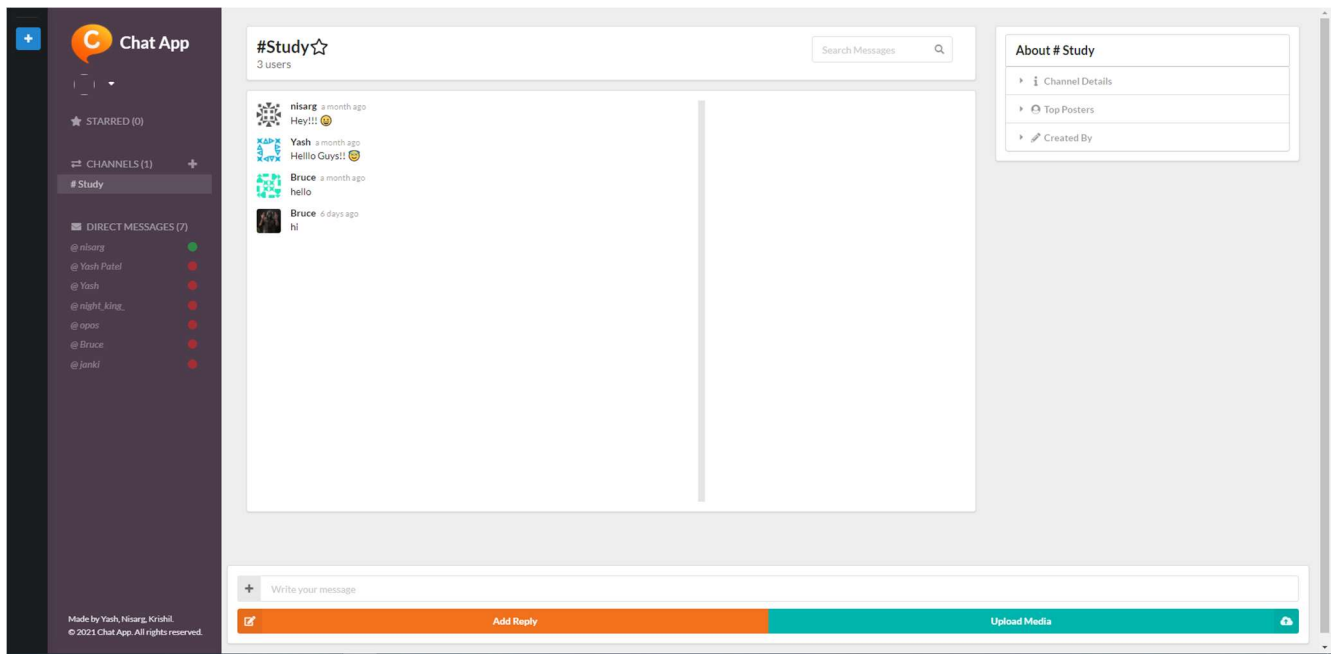 Chat App
STARRED (0)
CHANNELS (1)
# Study
DIRECT MESSAGES (7)
@ nisarg
@ Yash Patel
@ Yash
@ night_king_
@ opos
@ Bruce
@ janki
Made by Yash, Nisarg, Krishil.
© 2021 Chat App. All rights reserved.
#Study
3 users
Search Messages
nisarg a month ago
Hey!!! 😀
Yash a month ago
Helllo Guys!! 😇
Bruce a month ago
hello
Bruce 6 days ago
hi
Write your message
Add Reply
Upload Media
About # Study
Channel Details
Top Posters
Created By